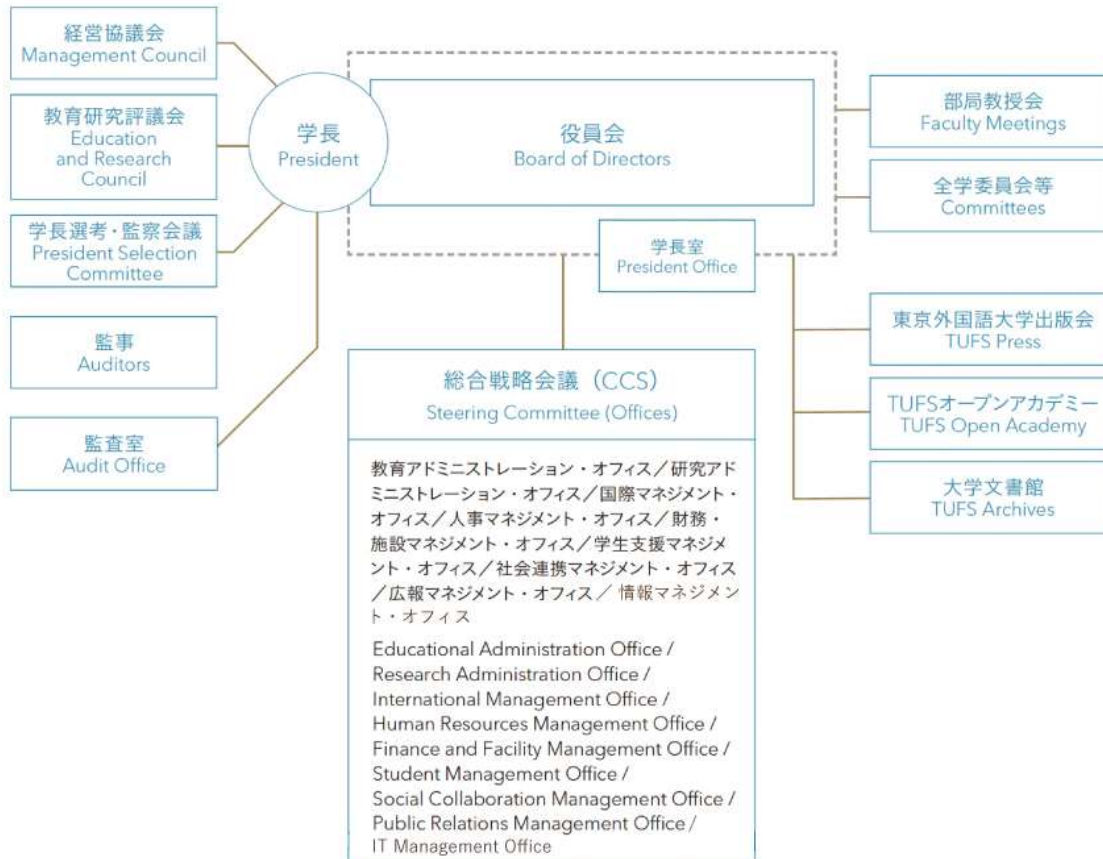 経営協議会
Management Council
教育研究評議会
Education
and Research
Council
学長選考・監察会議
President Selection
Committee
監事
Auditors
監査室
Audit Office
学長
President
役員会
Board of Directors
学長室
President Office
部局教授会
Faculty Meetings
全学委員会等
Committees
東京外国語大学出版会
TUFS Press
TUFSオープンアカデミー
TUFS Open Academy
大学文書館
TUFS Archives
総合戦略会議（CCS）
Steering Committee (Offices)
教育アドミニストレーション・オフィス／研究アド
ミニストレーション・オフィス／国際マネジメント・
オフィス／人事マネジメント・オフィス／財務・
施設マネジメント・オフィス／学生支援マネジメ
ント・オフィス／社会連携マネジメント・オフィス
／広報マネジメント・オフィス／ 情報マネジメン
ト・オフィス
Educational Administration Office /
Research Administration Office /
International Management Office /
Human Resources Management Office /
Finance and Facility Management Office /
Student Management Office /
Social Collaboration Management Office /
Public Relations Management Office /
IT Management Office